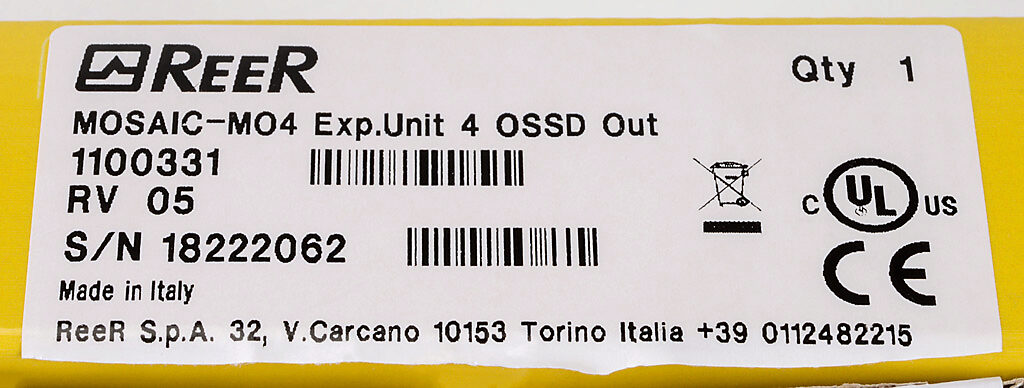 REER
Qty 1
MOSAIC-MO4 Exp.Unit 4 OSSD Out
1100331
RV 05
C UL US
S/N 18222062
CE
Made in Italy
ReeR S.p.A. 32, V.Carcano 10153 Torino Italia +39 0112482215